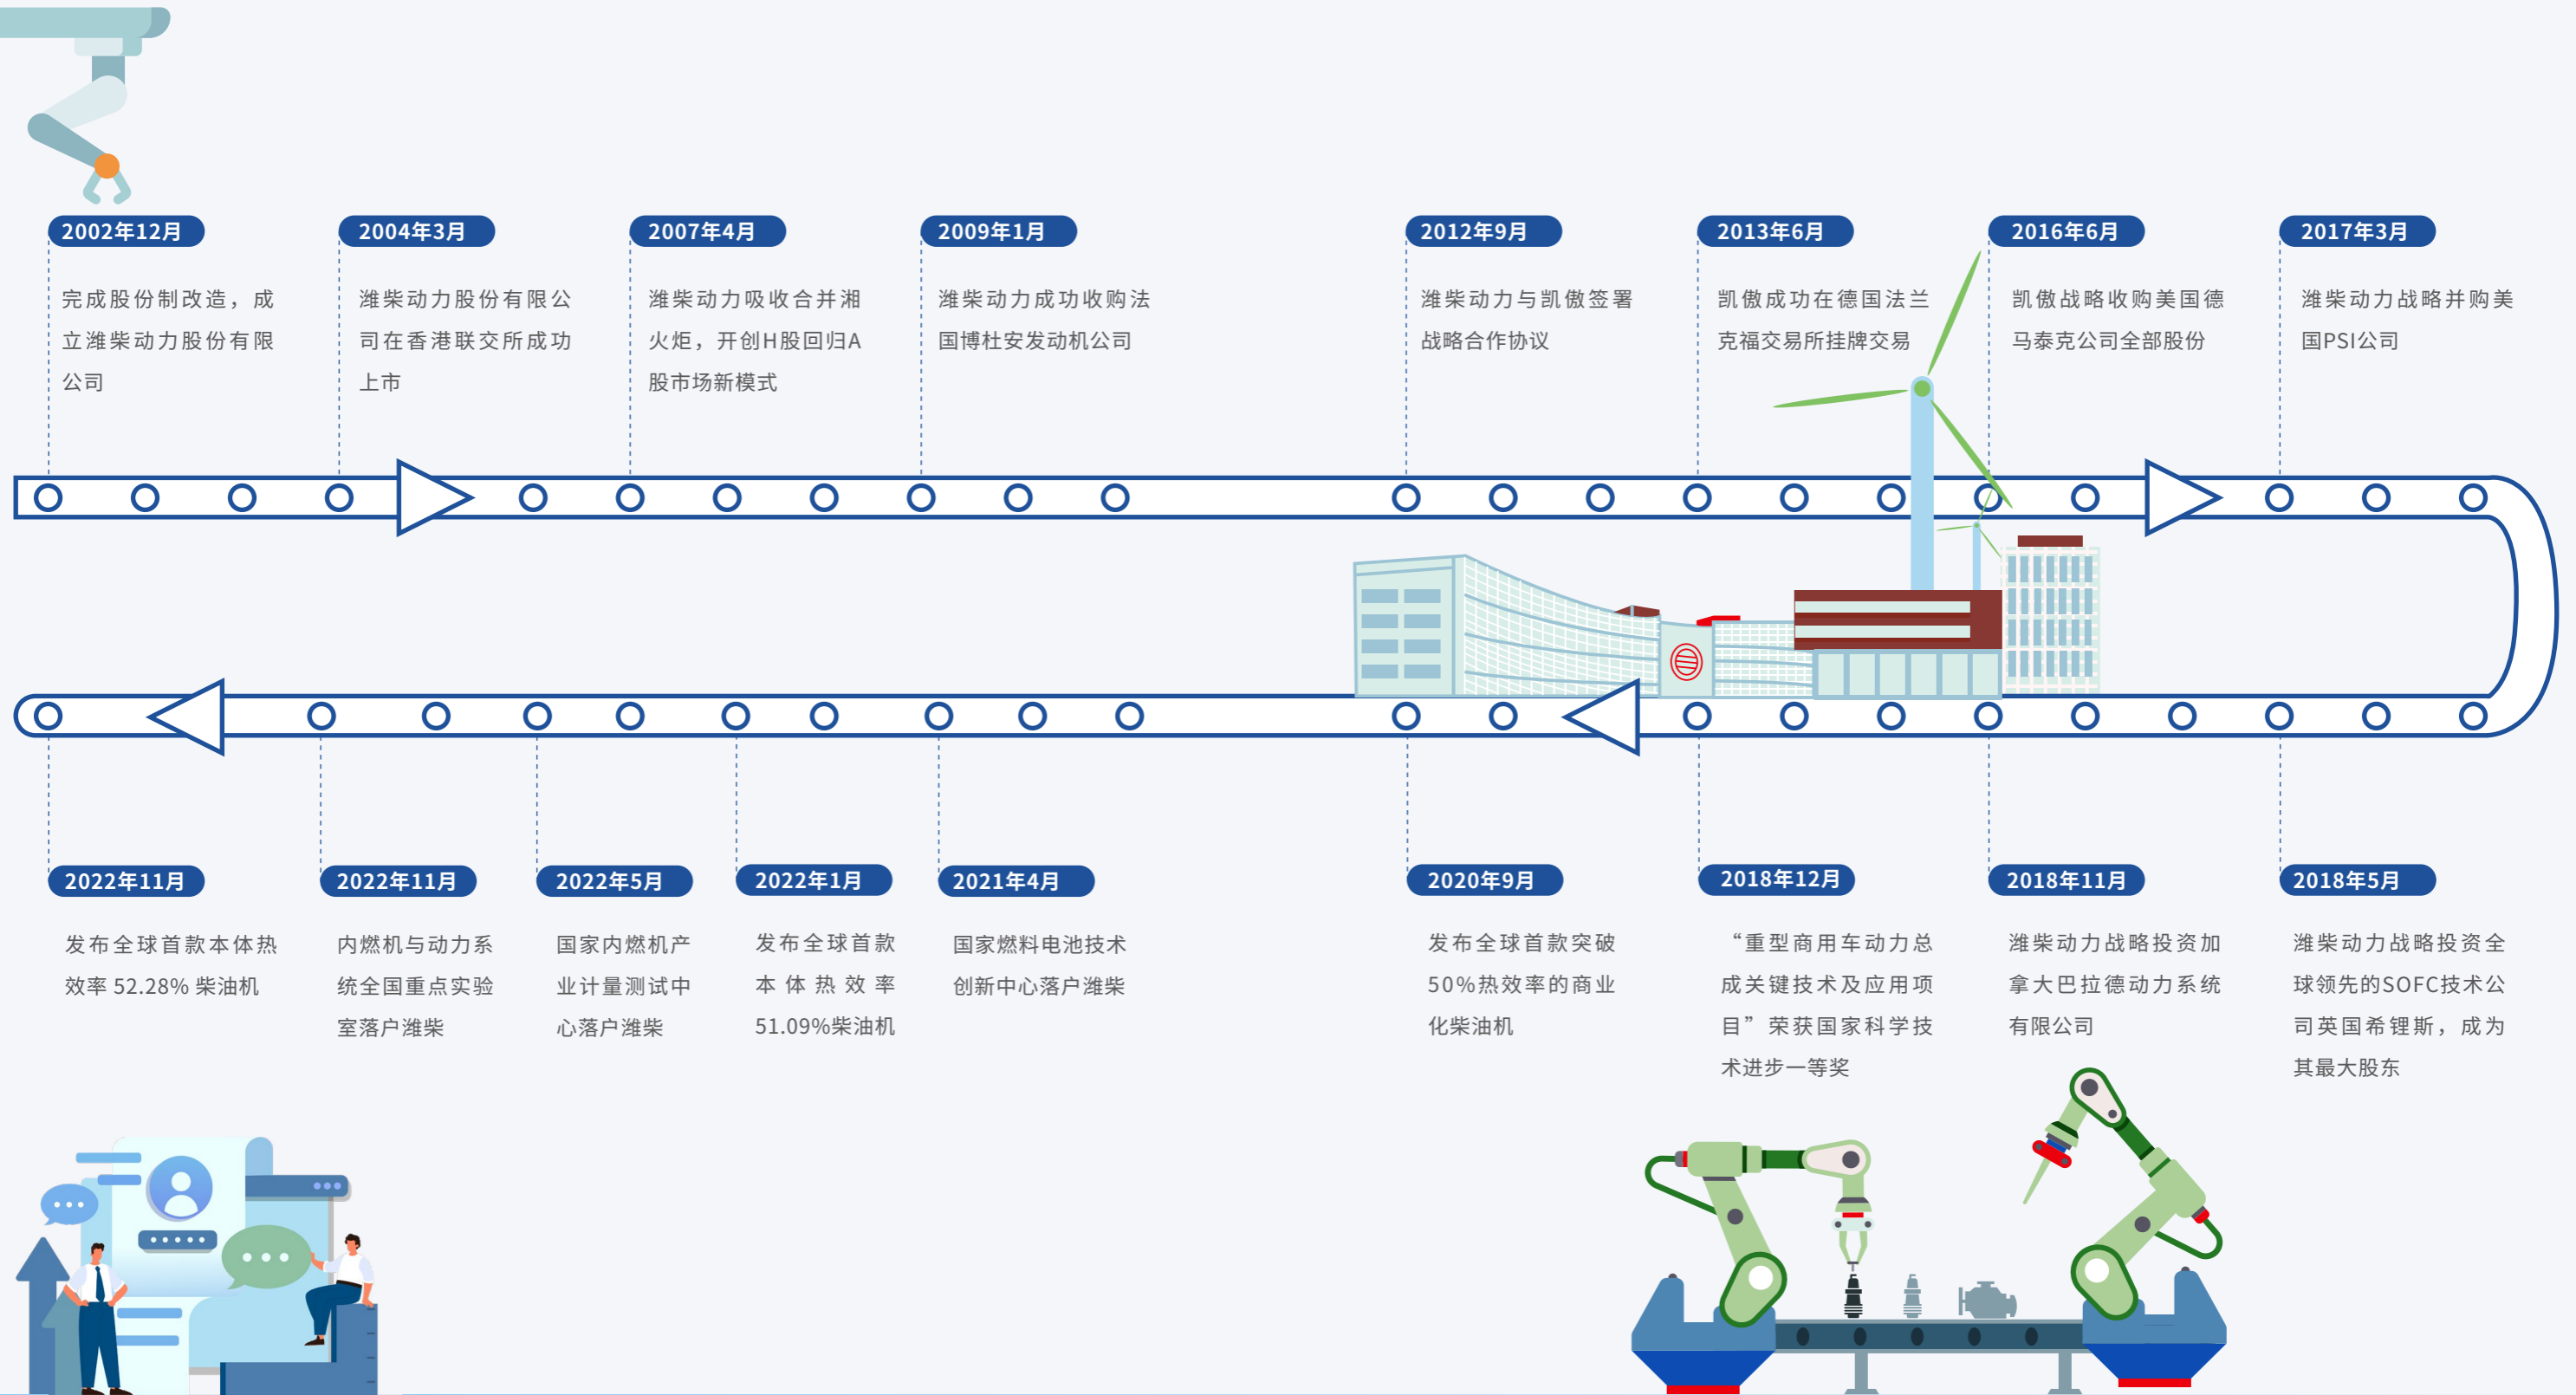 2002年12月
完成股份制改造，成
立潍柴动力股份有限
公司
2004年3月
潍柴动力股份有限公
司在香港联交所成功
上市
2007年4月
潍柴动力吸收合并湘
火炬，开创H股回归A
股市场新模式
2009年1月
潍柴动力成功收购法
国博杜安发动机公司
2012年9月
潍柴动力与凯傲签署
战略合作协议
2013年6月
凯傲成功在德国法兰
克福交易所挂牌交易
2016年6月
凯傲战略收购美国德
马泰克公司全部股份
2017年3月
潍柴动力战略并购美
国PSI公司
2018年5月
潍柴动力战略投资全
球领先的SOFC技术公
司英国希锂斯，成为
其最大股东
2018年11月
潍柴动力战略投资加
拿大巴拉德动力系统
有限公司
2018年12月
“重型商用车动力总
成关键技术及应用项
目”荣获国家科学技
术进步一等奖
2020年9月
发布全球首款突破
50%热效率的商业
化柴油机
2021年4月
国家燃料电池技术
创新中心落户潍柴
2022年1月
发布全球首款
本体热效率
51.09%柴油机
2022年5月
国家内燃机产
业计量测试中
心落户潍柴
2022年11月
内燃机与动力系
统全国重点实验
室落户潍柴
2022年11月
发布全球首款本体热
效率 52.28% 柴油机